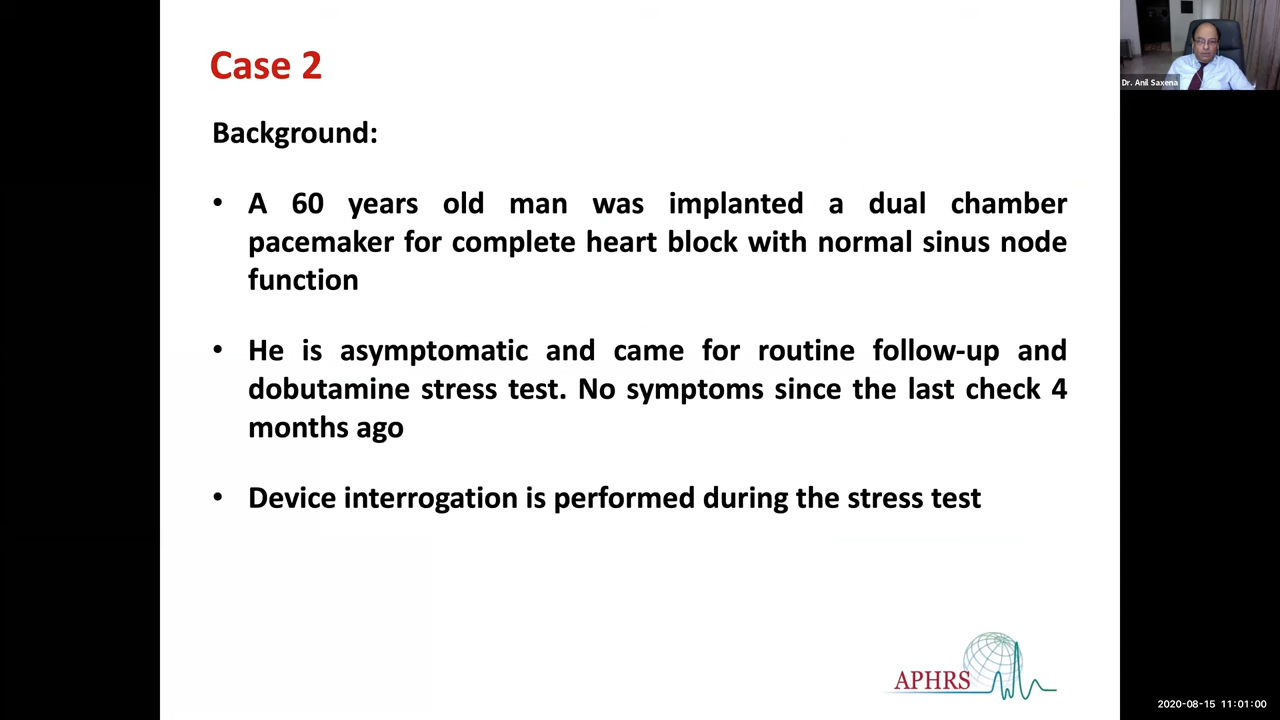 Case 2
Dr. Anil Saxena
Background:
• A 60 years old man was implanted a dual chamber
pacemaker for complete heart block with normal sinus node
function
• He is asymptomatic and came for routine follow-up and
dobutamine stress test. No symptoms since the last check 4
months ago
• Device interrogation is performed during the stress test
APHRS
2020-08-15 11:01:00